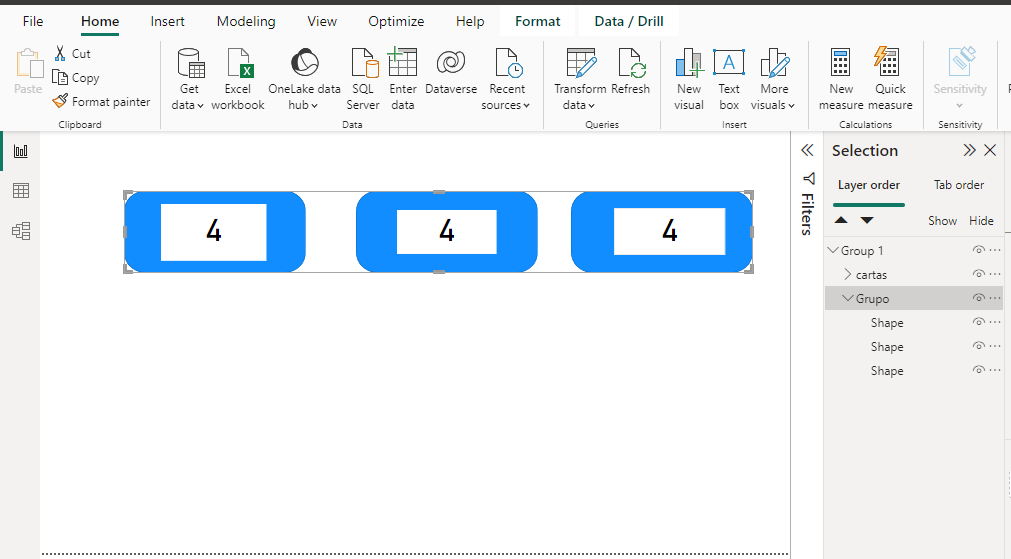 File Home Insert Modeling View Optimize Help Format Data / Drill
Paste
Cut
Copy
Format painter
Clipboard
Get data
Excel workbook
OneLake data hub
SQL Server
Enter data
Dataverse
Recent sources
Data
Transform data
Refresh
Queries
New visual
Text box
More visuals
Insert
New measure
Quick measure
Calculations
Sensitivity
Sensitivity
4 4 4
Filters
Selection
Layer order Tab order
Show Hide
Group 1
cartas
Grupo
Shape
Shape
Shape